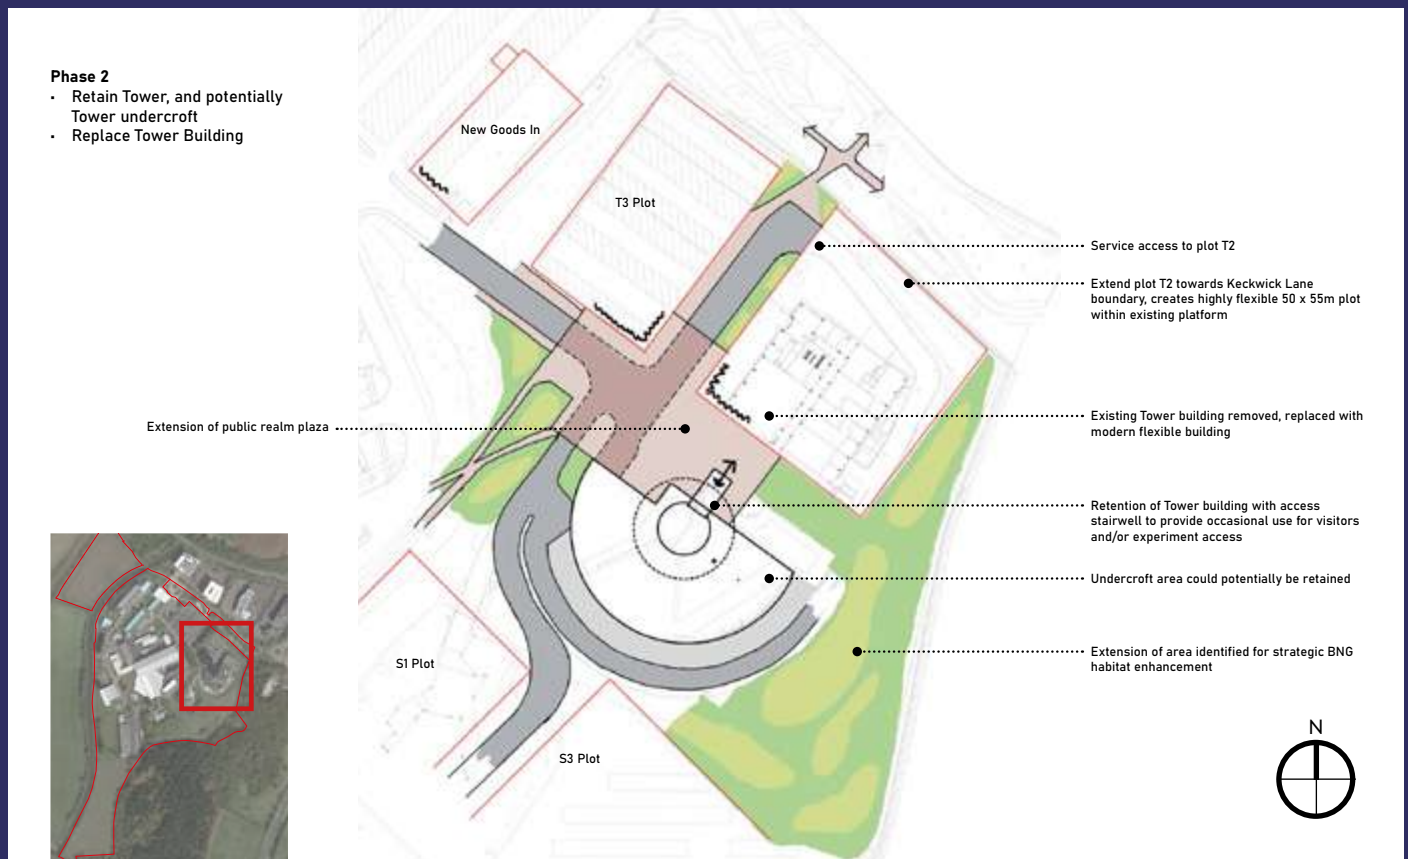 Phase 2
• Retain Tower, and potentially
Tower undercroft
• Replace Tower Building
New Goods In
T3 Plot
Service access to plot T2
Extend plot T2 towards Keckwick Lane
boundary, creates highly flexible 50 x 55m plot
within existing platform
Existing Tower building removed, replaced with
modern flexible building
Extension of public realm plaza
Retention of Tower building with access
stairwell to provide occasional use for visitors
and/or experiment access
Undercroft area could potentially be retained
Extension of area identified for strategic BNG
habitat enhancement
S1 Plot
S3 Plot
N